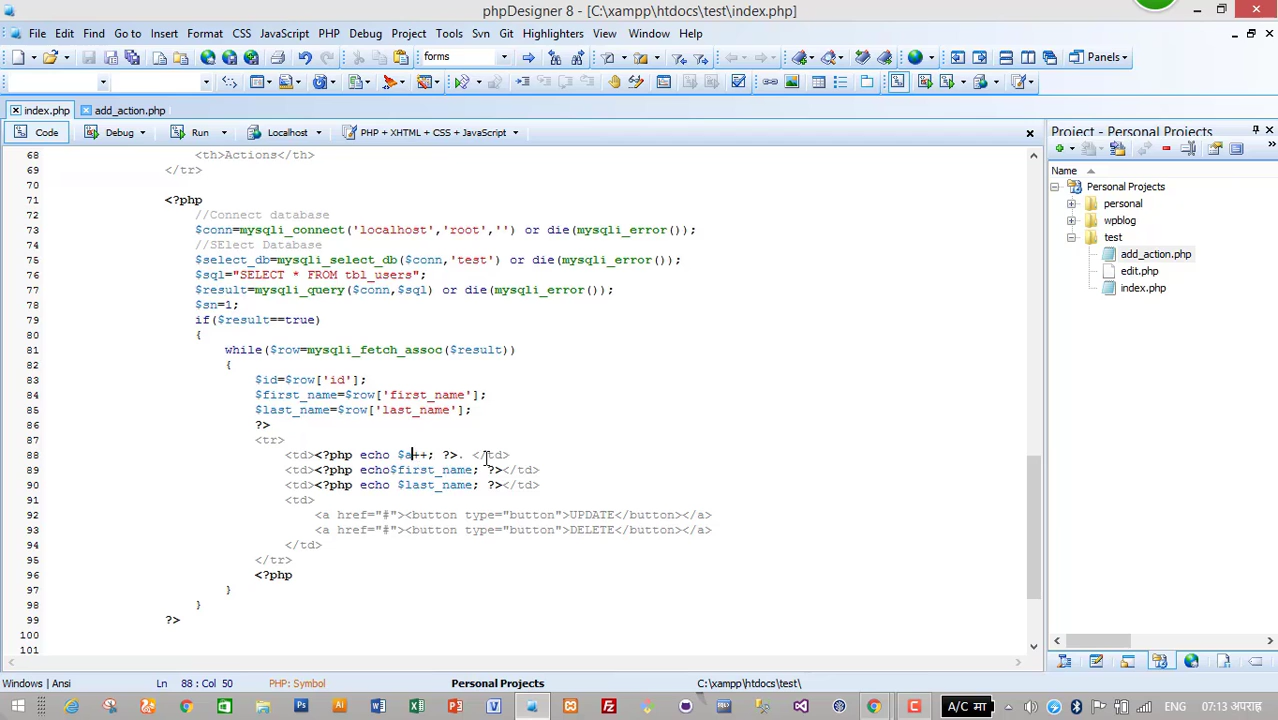 phpDesigner 8 - [C:\xampp\htdocs\test\index.php]
File Edit Find Go to Insert Format CSS JavaScript PHP Debug Project Tools Svn Git Highlighters View Window Help
forms
Panels
index.php add_action.php
Code Debug Run Localhost PHP + XHTML + CSS + JavaScript
68 <th>Actions</th>
69 </tr>
70
71 <?php
72 //Connect database
73 $conn=mysqli_connect('localhost','root','') or die(mysqli_error());
74 //SElect Database
75 $select_db=mysqli_select_db($conn,'test') or die(mysqli_error());
76 $sql="SELECT * FROM tbl_users";
77 $result=mysqli_query($conn,$sql) or die(mysqli_error());
78 $sn=1;
79 if($result==true)
80 {
81 while($row=mysqli_fetch_assoc($result))
82 {
83 $id=$row['id'];
84 $first_name=$row['first_name'];
85 $last_name=$row['last_name'];
86 ?>
87 <tr>
88 <td><?php echo $a++; ?>. </td>
89 <td><?php echo$first_name; ?></td>
90 <td><?php echo $last_name; ?></td>
91 <td>
92 <a href="#"><button type="button">UPDATE</button></a>
93 <a href="#"><button type="button">DELETE</button></a>
94 </td>
95 </tr>
96 <?php
97 }
98 }
99 ?>
100
101
Project - Personal Projects
Name
Personal Projects
personal
wpblog
test
add_action.php
edit.php
index.php
Windows | Ansi Ln 88 : Col 50 PHP: Symbol Personal Projects C:\xampp\htdocs\test\
A/C मा ENG 07:13 अपराह्न